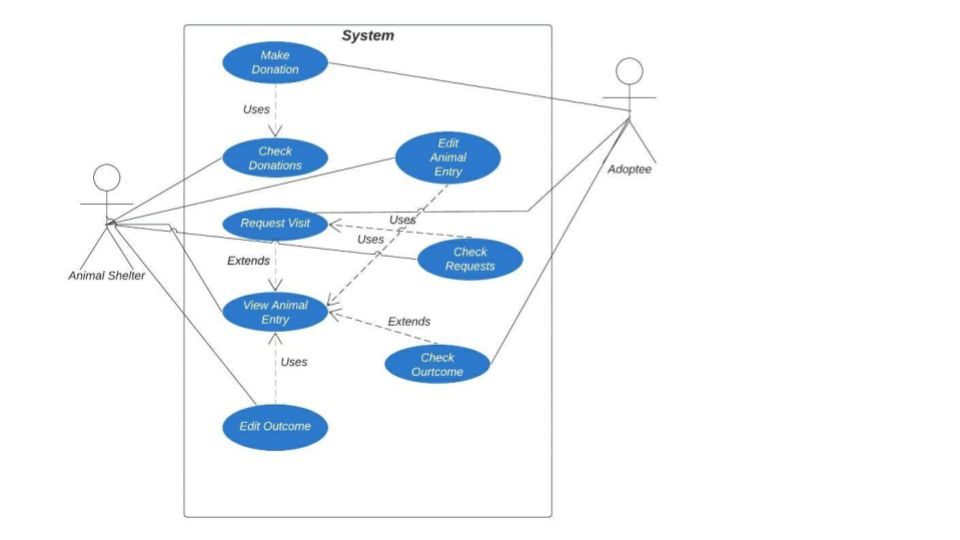 System
Make
Donation
Uses
Check
Donations
Edit
Animal
Entry
Adoptee
Request Visit
Uses
Uses
Check
Requests
Extends
Animal Shelter
View Animal
Entry
Extends
Check
Ourtcome
Uses
Edit Outcome